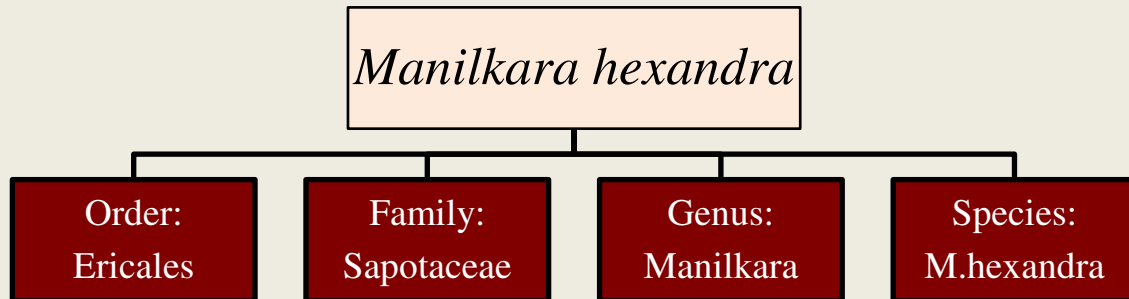 Manilkara hexandra
Order:
Ericales
Family:
Sapotaceae
Genus:
Manilkara
Species:
M.hexandra